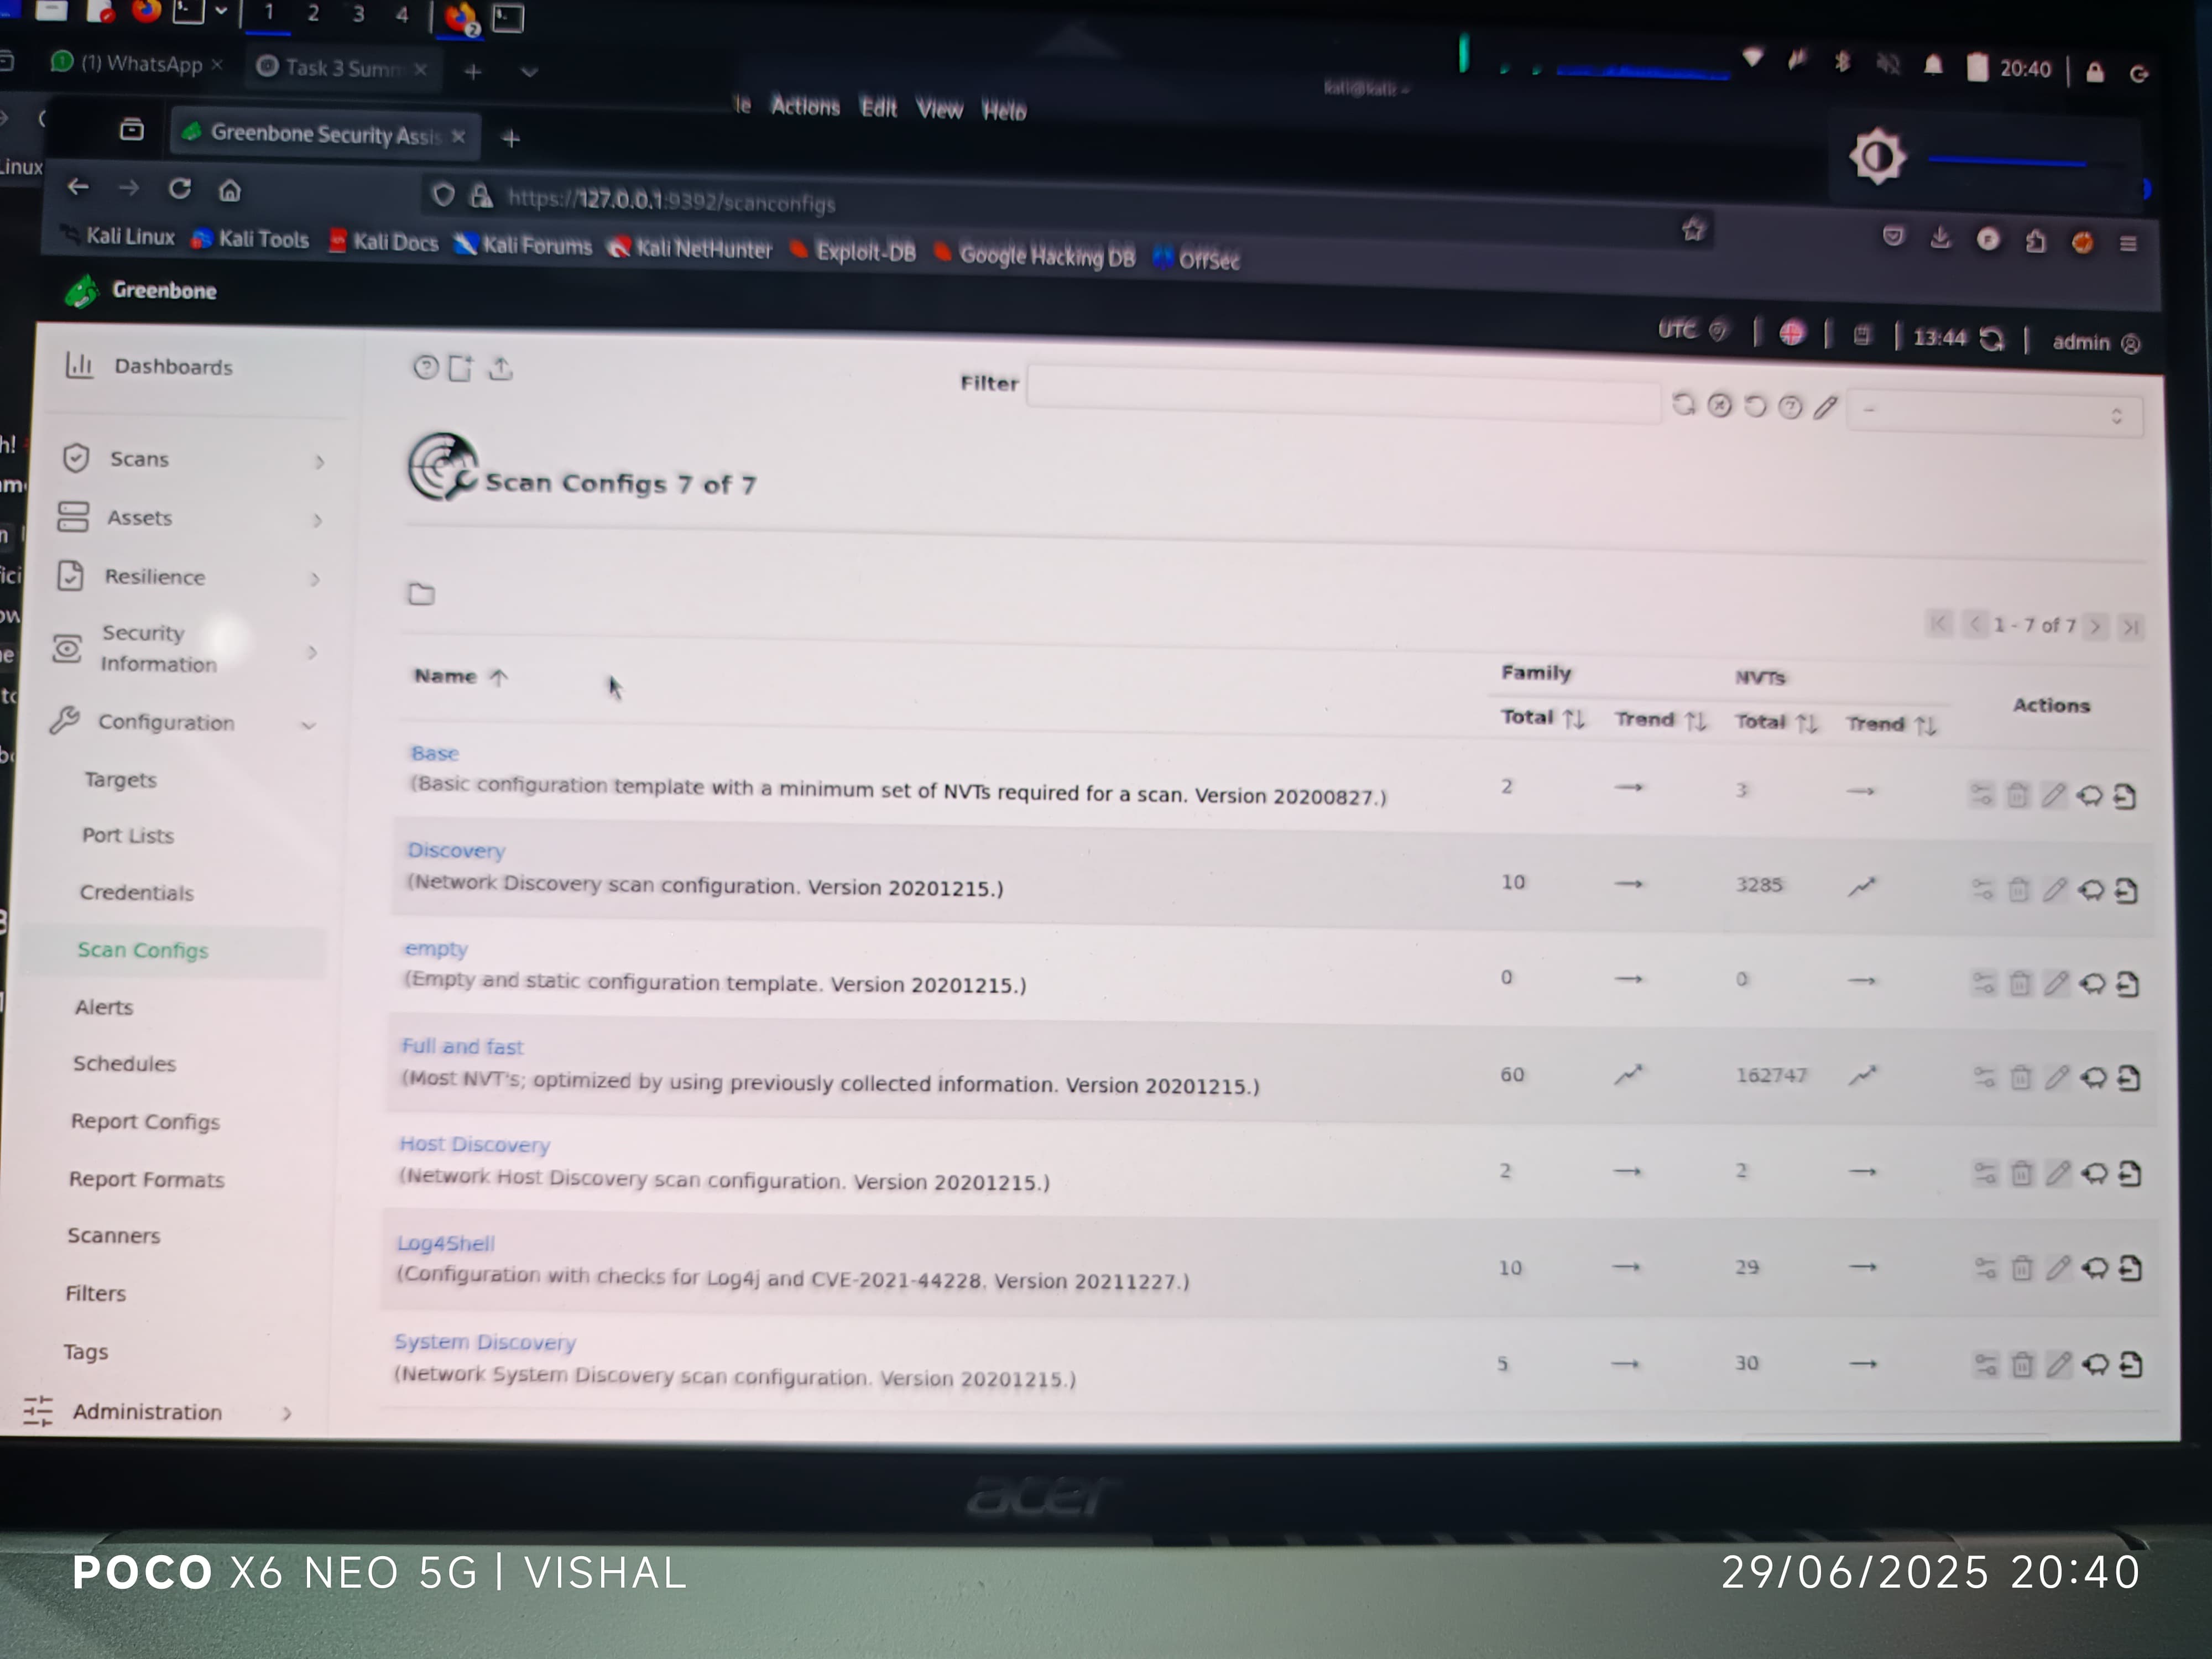 1 2 3 4
2
(1) WhatsApp
Task 3 Summ
20:40
kali@kali: ~
le Actions Edit View Help
Greenbone Security Assis
Linux
https://127.0.0.1:9392/scanconfigs
Kali Linux Kali Tools Kali Docs Kali Forums Kali NetHunter Exploit-DB Google Hacking DB OffSec
Greenbone
UTC 13:44 admin
Dashboards
Scans
Assets
Resilience
Security
Information
Configuration
Targets
Port Lists
Credentials
Scan Configs
Alerts
Schedules
Report Configs
Report Formats
Scanners
Filters
Tags
Administration
Filter
--
Scan Configs 7 of 7
1 - 7 of 7
Name Family NVTs Actions
Total Trend Total Trend
Base
(Basic configuration template with a minimum set of NVTs required for a scan. Version 20200827.) 2 3
Discovery
(Network Discovery scan configuration. Version 20201215.) 10 3285
empty
(Empty and static configuration template. Version 20201215.) 0 0
Full and fast
(Most NVT's; optimized by using previously collected information. Version 20201215.) 60 162747
Host Discovery
(Network Host Discovery scan configuration. Version 20201215.) 2 2
Log4Shell
(Configuration with checks for Log4j and CVE-2021-44228. Version 20211227.) 10 29
System Discovery
(Network System Discovery scan configuration. Version 20201215.) 5 30
acer
POCO X6 NEO 5G | VISHAL
29/06/2025 20:40